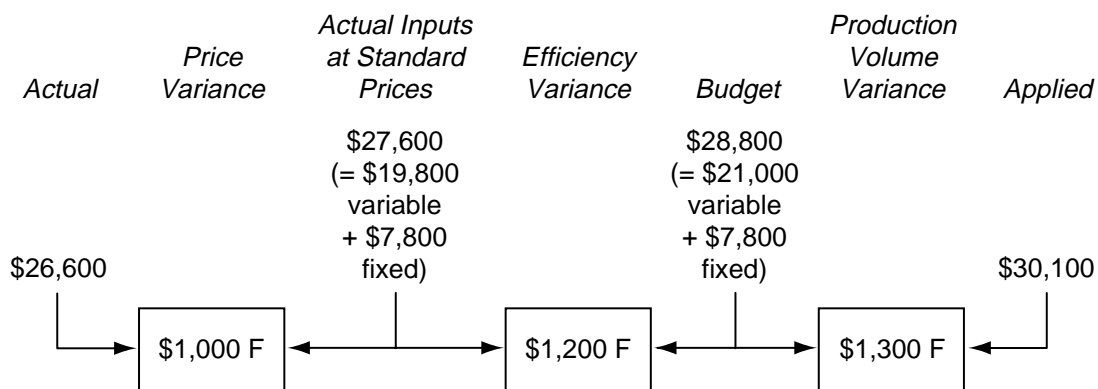 Actual
Price
Variance
Actual Inputs
at Standard
Prices
Efficiency
Variance
Budget
Production
Volume
Variance
Applied
$26,600
$27,600
(= $19,800
variable
+ $7,800
fixed)
$28,800
(= $21,000
variable
+ $7,800
fixed)
$30,100
$1,000 F
$1,200 F
$1,300 F